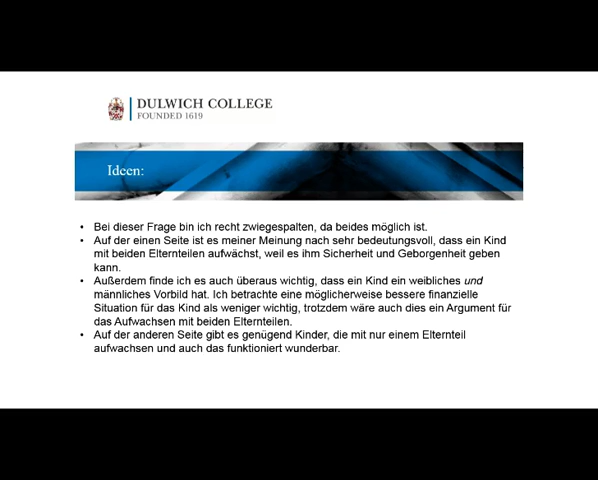 DULWICH COLLEGE
FOUNDED 1619
Ideen:
• Bei dieser Frage bin ich recht zwiegespalten, da beides möglich ist.
• Auf der einen Seite ist es meiner Meinung nach sehr bedeutungsvoll, dass ein Kind
mit beiden Elternteilen aufwächst, weil es ihm Sicherheit und Geborgenheit geben
kann.
• Außerdem finde ich es auch überaus wichtig, dass ein Kind ein weibliches und
männliches Vorbild hat. Ich betrachte eine möglicherweise bessere finanzielle
Situation für das Kind als weniger wichtig, trotzdem wäre auch dies ein Argument für
das Aufwachsen mit beiden Elternteilen.
• Auf der anderen Seite gibt es genügend Kinder, die mit nur einem Elternteil
aufwachsen und auch das funktioniert wunderbar.